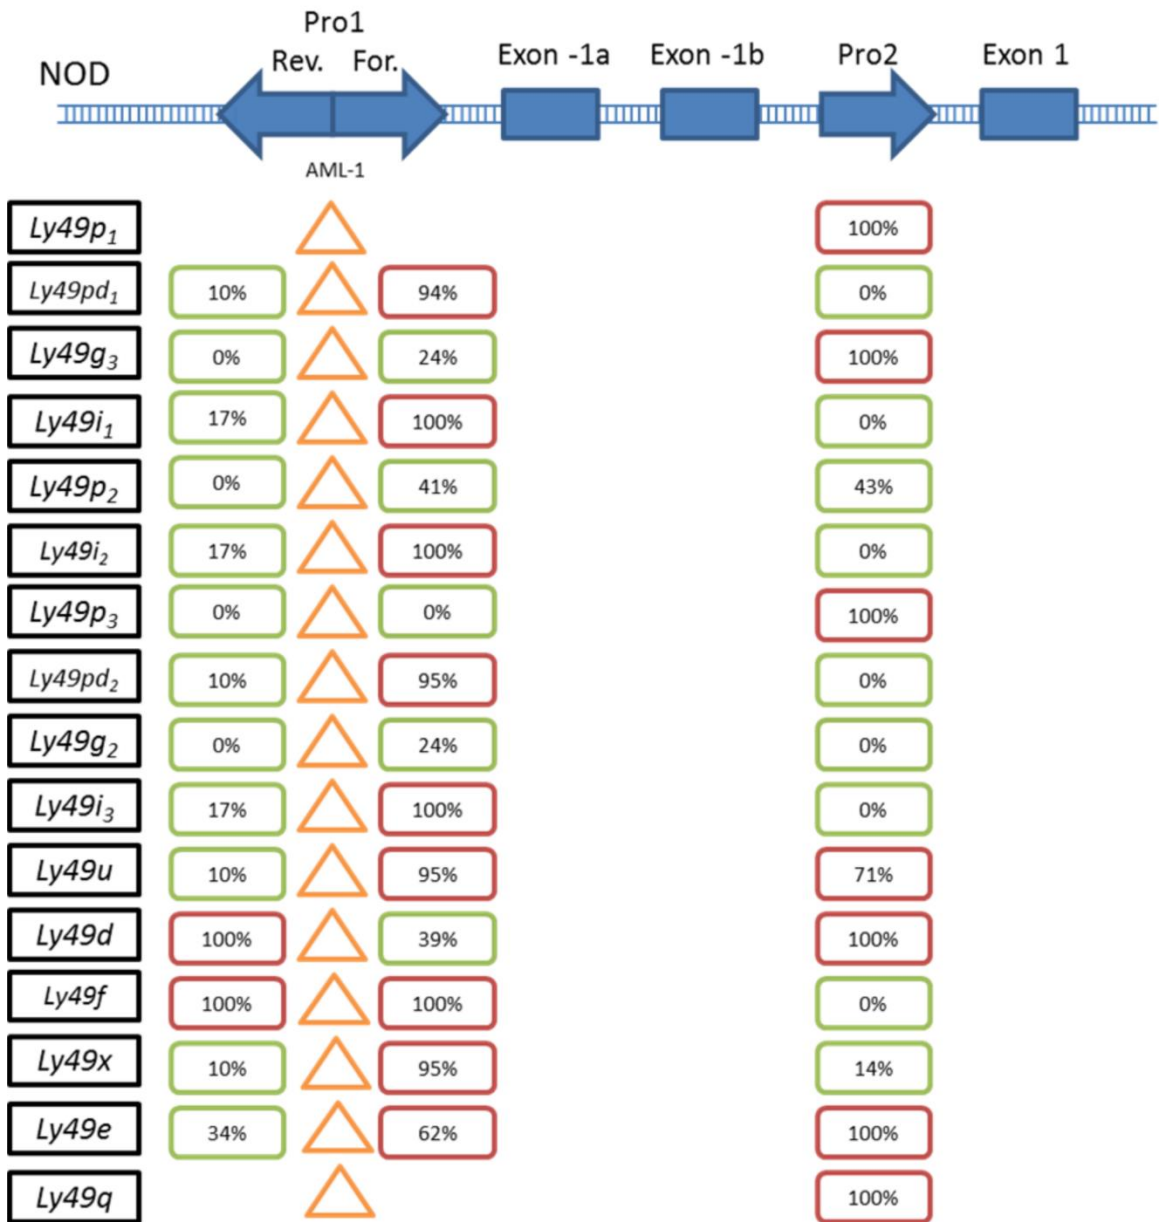 Pro1
NOD Rev. For. Exon -1a Exon -1b Pro2 Exon 1
AML-1
Ly49p1 100%
Ly49pd1 10% 94% 0%
Ly49g3 0% 24% 100%
Ly49i1 17% 100% 0%
Ly49p2 0% 41% 43%
Ly49i2 17% 100% 0%
Ly49p3 0% 0% 100%
Ly49pd2 10% 95% 0%
Ly49g2 0% 24% 0%
Ly49i3 17% 100% 0%
Ly49u 10% 95% 71%
Ly49d 100% 39% 100%
Ly49f 100% 100% 0%
Ly49x 10% 95% 14%
Ly49e 34% 62% 100%
Ly49q 100%